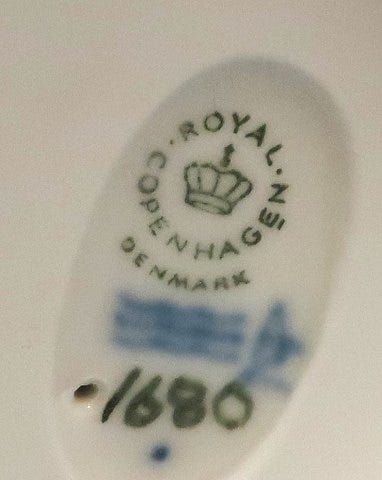 · ROYAL · COPENHAGEN
DENMARK
1680